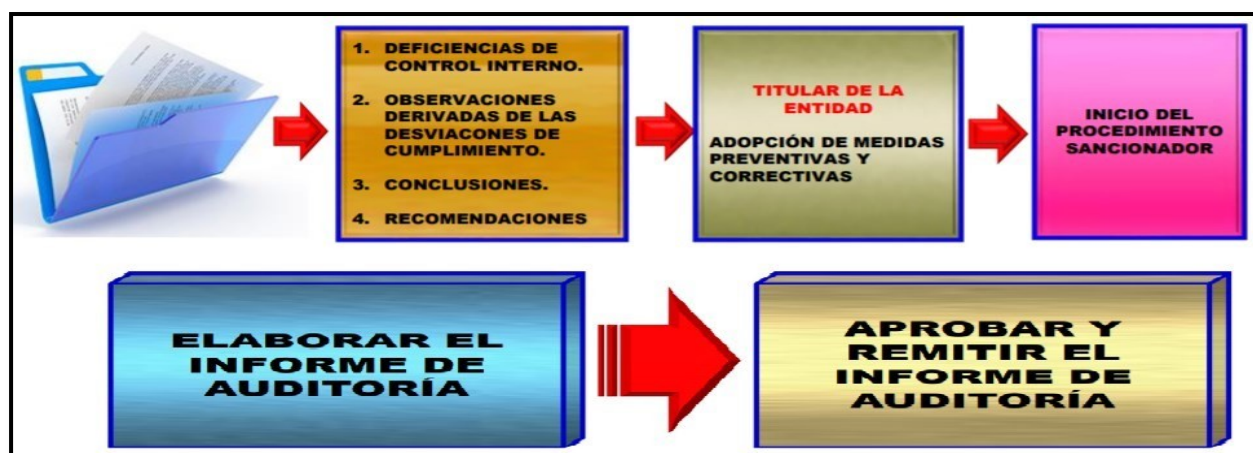 1. DEFICIENCIAS DE
CONTROL INTERNO.
2. OBSERVACIONES
DERIVADAS DE LAS
DESVIACONES DE
CUMPLIMIENTO.
3. CONCLUSIONES.
4. RECOMENDACIONES
TITULAR DE LA
ENTIDAD
ADOPCIÓN DE MEDIDAS
PREVENTIVAS Y
CORRECTIVAS
INICIO DEL
PROCEDIMIENTO
SANCIONADOR
ELABORAR EL
INFORME DE
AUDITORÍA
APROBAR Y
REMITIR EL
INFORME DE
AUDITORÍA